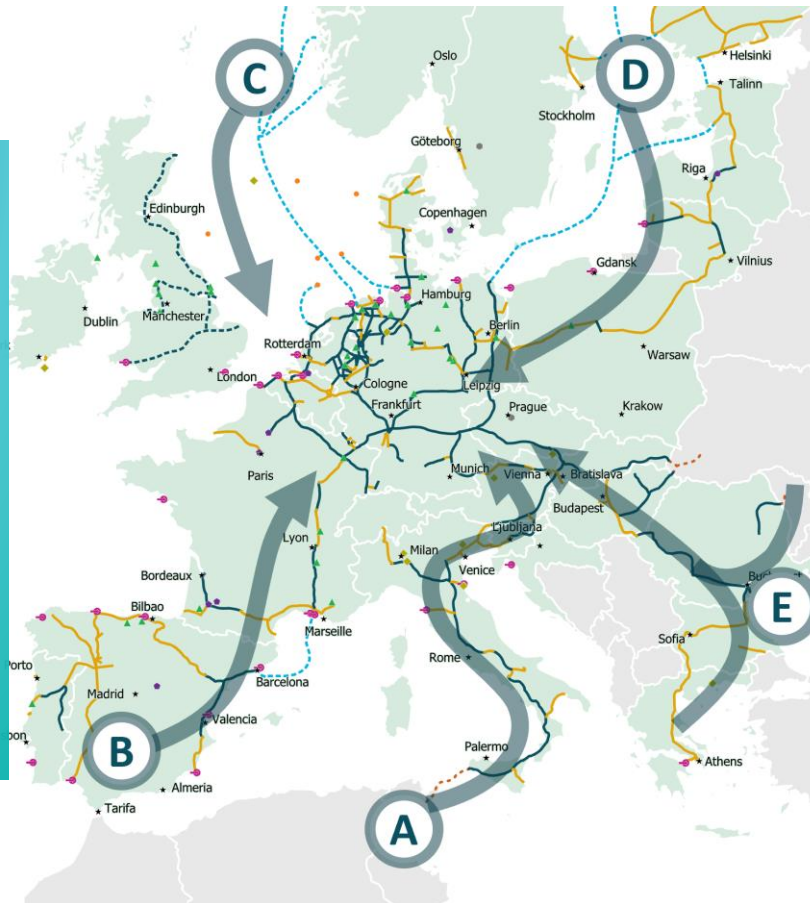 Oslo
C
D
Helsinki
Talinn
Stockholm
Göteborg
Riga
Edinburgh
Copenhagen
Gdansk
Vilnius
Hamburg
Dublin
Manchester
Berlin
Rotterdam
Warsaw
London
Cologne
Leipzig
Frankfurt
Prague
Krakow
Paris
Munich
Vienna
Bratislava
Budapest
Lyon
Milan
Ljubljana
Venice
Bordeaux
E
Bilbao
Marseille
Sofia
Porto
Rome
Barcelona
Madrid
Valencia
B
Palermo
Athens
Almeria
A
Tarifa